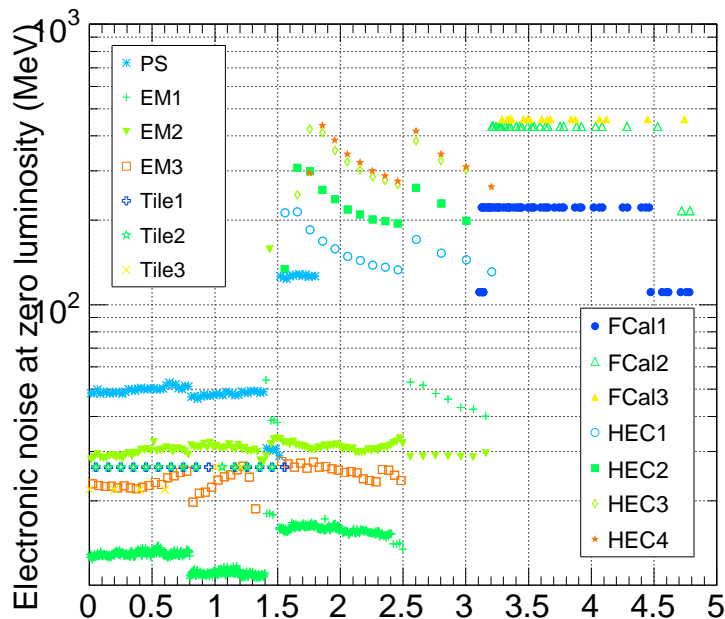 Electronic noise at zero luminosity (MeV)
10³
10²
PS
EM1
EM2
EM3
Tile1
Tile2
Tile3
FCal1
FCal2
FCal3
HEC1
HEC2
HEC3
HEC4
0 0.5 1 1.5 2 2.5 3 3.5 4 4.5 5